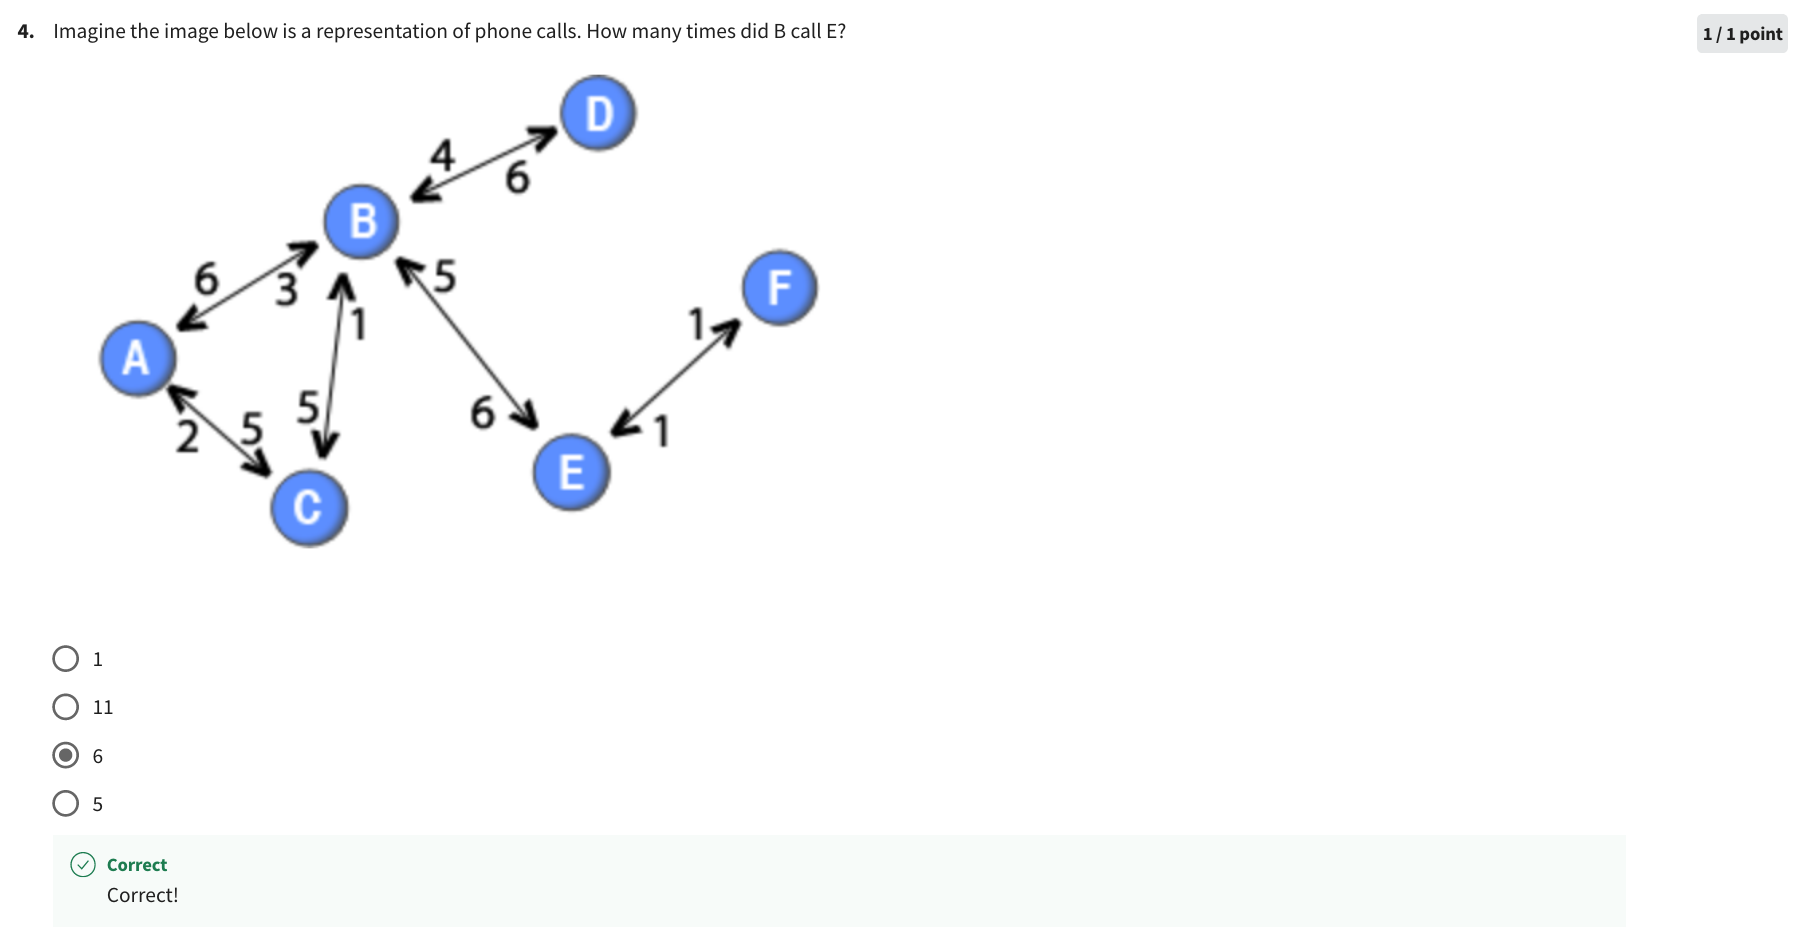 4. Imagine the image below is a representation of phone calls. How many times did B call E?
1 / 1 point
D
4
6
B
6
3
5
F
1
1
A
5
2
5
6
1
E
C
1
11
6
5
Correct
Correct!